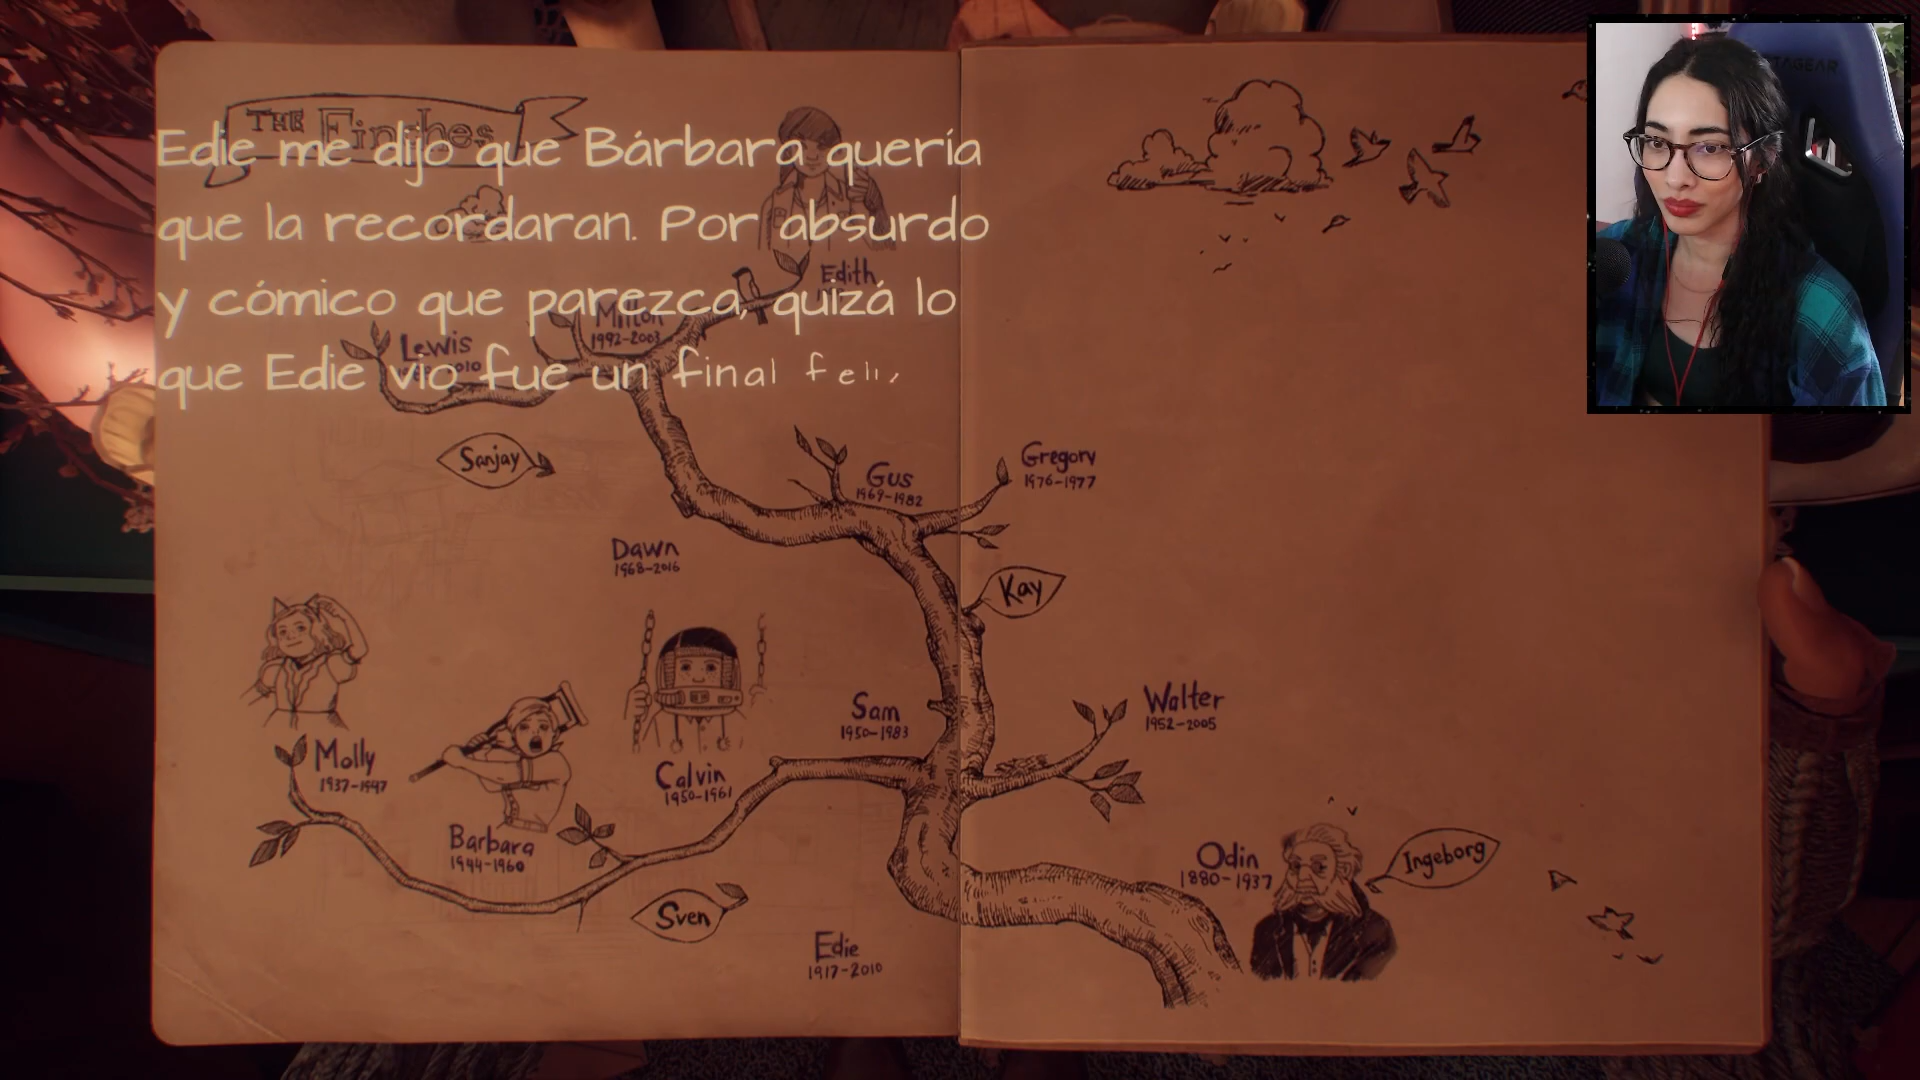 THE Finches
Edie me dijo que Bárbara quería
que la recordaran. Por absurdo
y cómico que parezca, quizá lo
que Edie vio fue un final
Edith
Milton
1992-2003
Lewis
Sanjay
Gus
1969-1982
Gregory
1976-1977
Dawn
1968-2016
Kay
Sam
1950-1983
Walter
1952-2005
Molly
1937-1947
Calvin
1950-1961
Barbara
1944-1960
Odin
1880-1937
Ingeborg
Sven
Edie
1917-2010